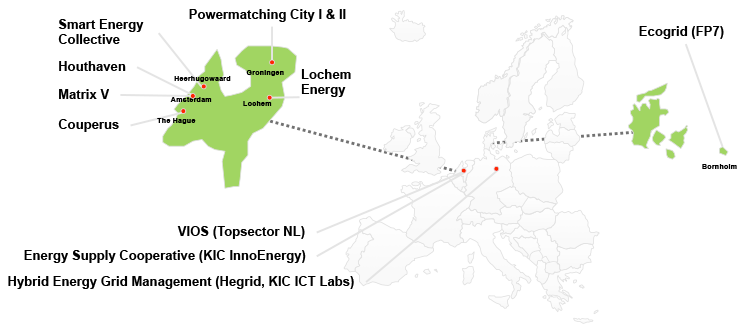 Powermatching City I & II
Smart Energy
Collective
Ecogrid (FP7)
Houthaven
Heerhugowaard
Groningen
Lochem
Energy
Matrix V
Amsterdam
Lochem
Couperus
The Hague
Bornholm
VIOS (Topsector NL)
Energy Supply Cooperative (KIC InnoEnergy)
Hybrid Energy Grid Management (Hegrid, KIC ICT Labs)